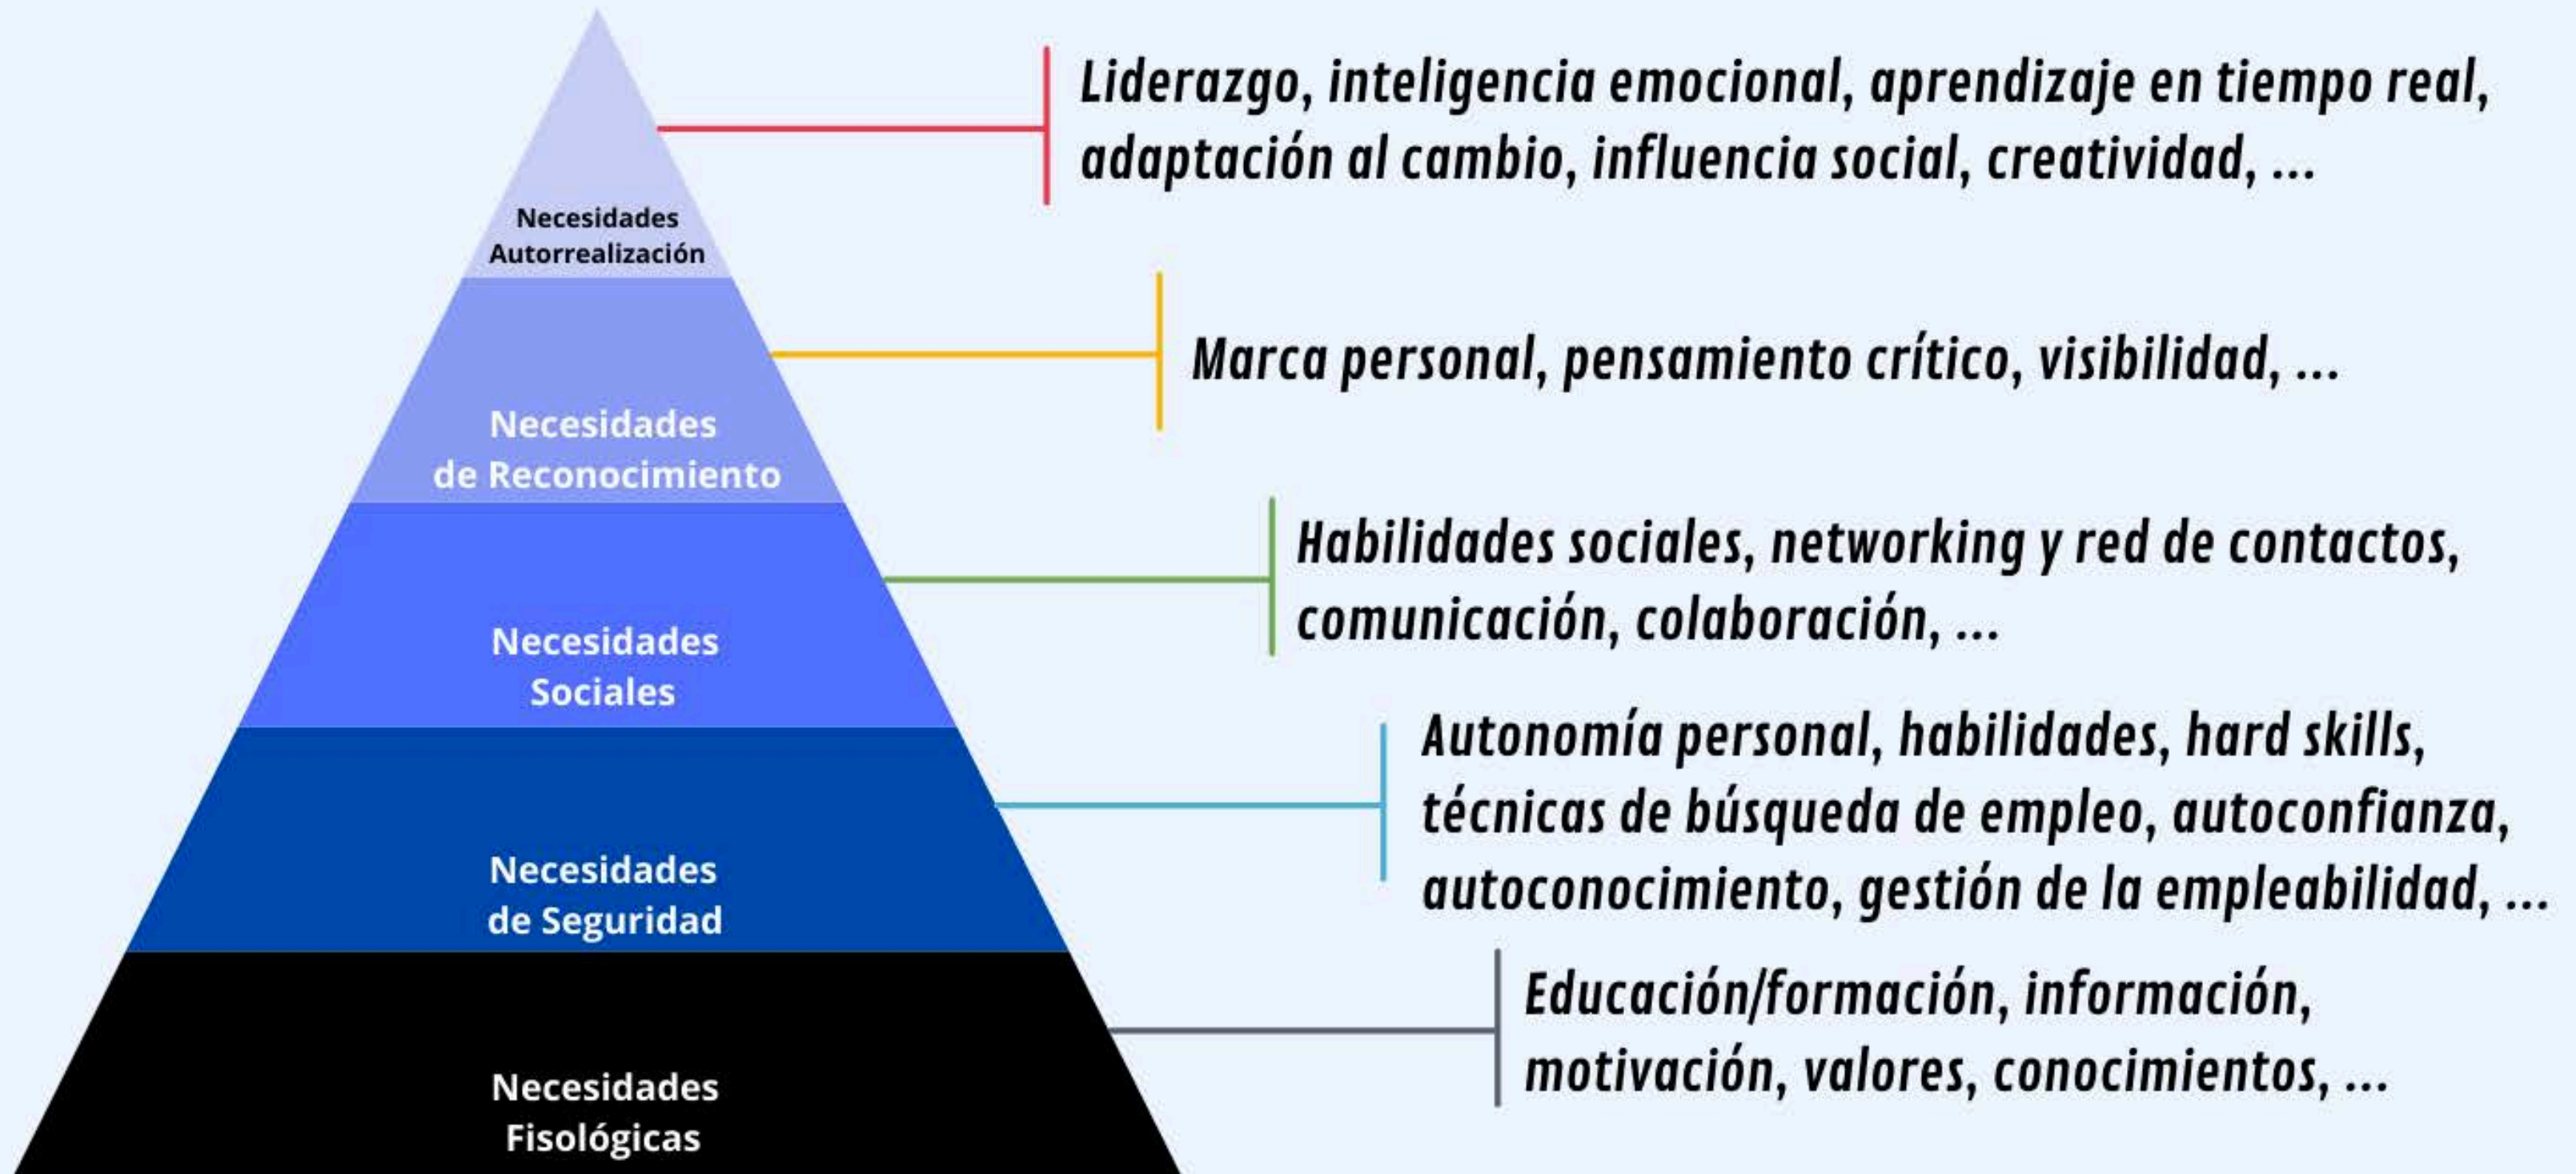 Liderazgo, inteligencia emocional, aprendizaje en tiempo real,
adaptación al cambio, influencia social, creatividad, ...
Necesidades
Autorrealización
Marca personal, pensamiento crítico, visibilidad, ...
Necesidades
de Reconocimiento
Habilidades sociales, networking y red de contactos,
comunicación, colaboración, ...
Necesidades
Sociales
Autonomía personal, habilidades, hard skills,
técnicas de búsqueda de empleo, autoconfianza,
autoconocimiento, gestión de la empleabilidad, ...
Necesidades
de Seguridad
Educación/formación, información,
motivación, valores, conocimientos, ...
Necesidades
Fisológicas